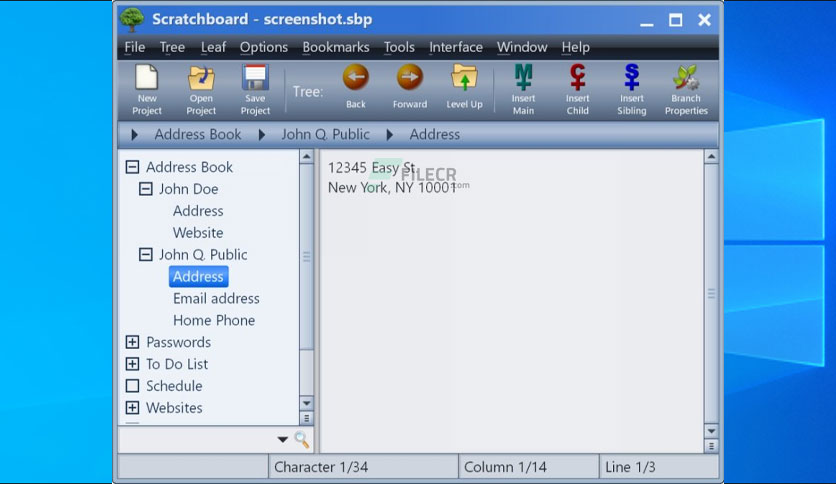 Scratchboard - screenshot.sbp
File Tree Leaf Options Bookmarks Tools Interface Window Help
New Project
Open Project
Save Project
Tree:
Back
Forward
Level Up
M
Insert Main
C
Insert Child
S
Insert Sibling
Branch Properties
Address Book John Q. Public Address
Address Book
John Doe
Address
Website
John Q. Public
Address
Email address
Home Phone
Passwords
To Do List
Schedule
Websites
12345 Easy St.
New York, NY 10001
FILECR
.com
Character 1/34 Column 1/14 Line 1/3